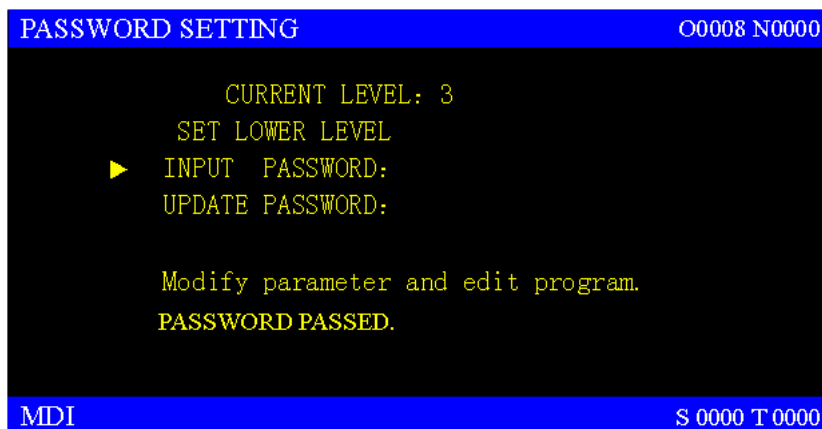 PASSWORD SETTING O0008 N0000
CURRENT LEVEL: 3
SET LOWER LEVEL
INPUT PASSWORD:
UPDATE PASSWORD:
Modify parameter and edit program.
PASSWORD PASSED.
MDI S 0000 T 0000